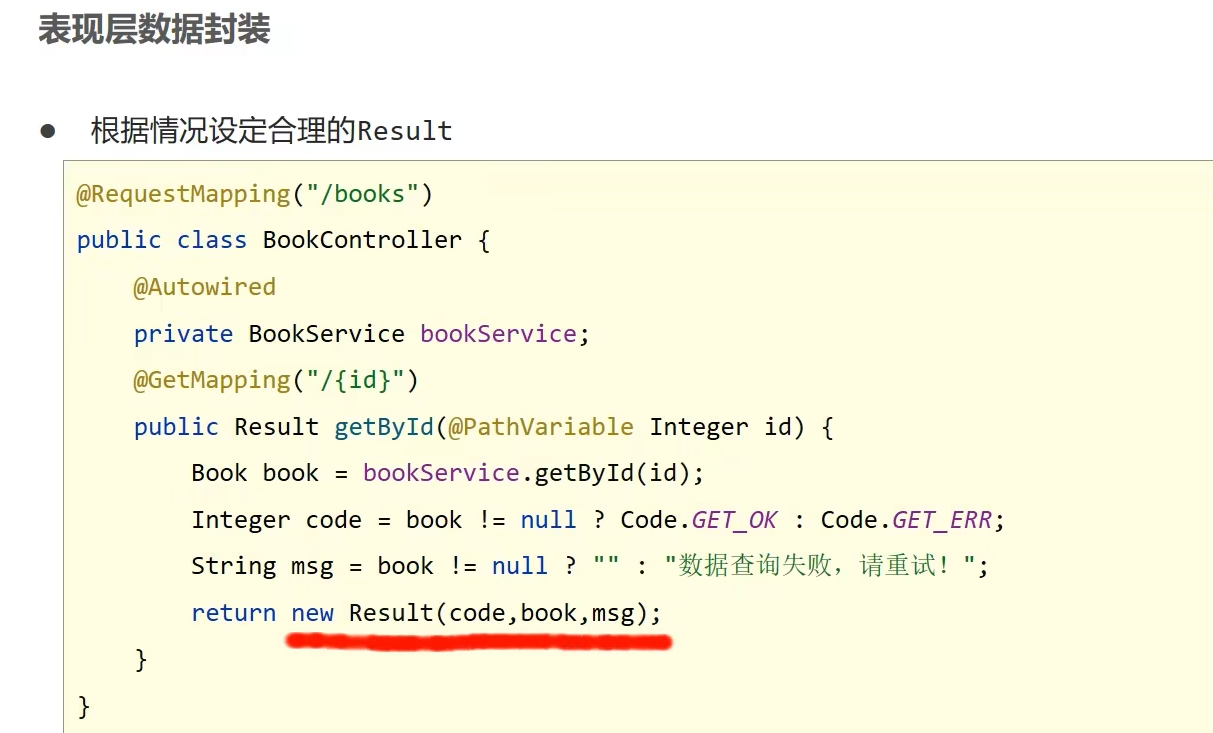 表现层数据封装
● 根据情况设定合理的Result
@RequestMapping("/books")
public class BookController {
    @Autowired
    private BookService bookService;
    @GetMapping("/{id}")
    public Result getById(@PathVariable Integer id) {
        Book book = bookService.getById(id);
        Integer code = book != null ? Code.GET_OK : Code.GET_ERR;
        String msg = book != null ? "" : "数据查询失败，请重试！";
        return new Result(code,book,msg);
    }
}